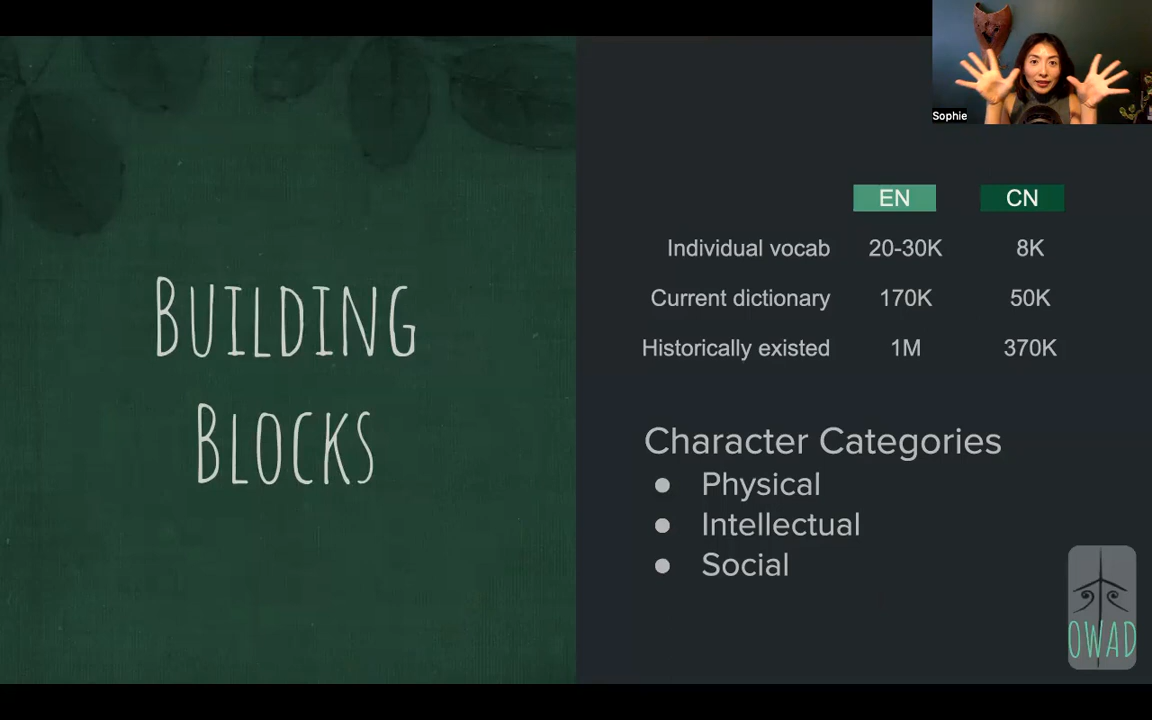 Sophie
BUILDING
BLOCKS
EN CN
Individual vocab 20-30K 8K
Current dictionary 170K 50K
Historically existed 1M 370K
Character Categories
● Physical
● Intellectual
● Social
OWAD